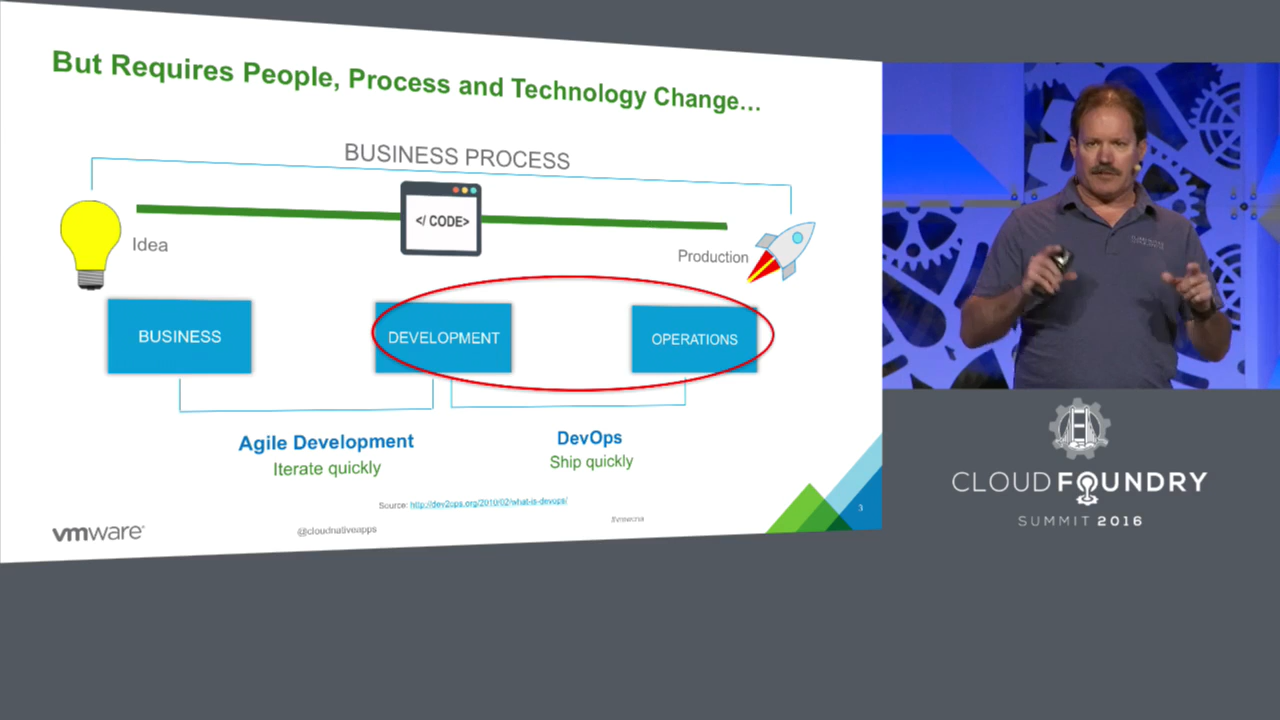 But Requires People, Process and Technology Change...
BUSINESS PROCESS
</ CODE>
Idea
Production
BUSINESS
DEVELOPMENT
OPERATIONS
Agile Development
Iterate quickly
DevOps
Ship quickly
Source: http://dev2ops.org/2010/02/what-is-devops/
vmware®
@cloudnativeapps
#vmwcna
3
CLOUD FOUNDRY
SUMMIT 2016